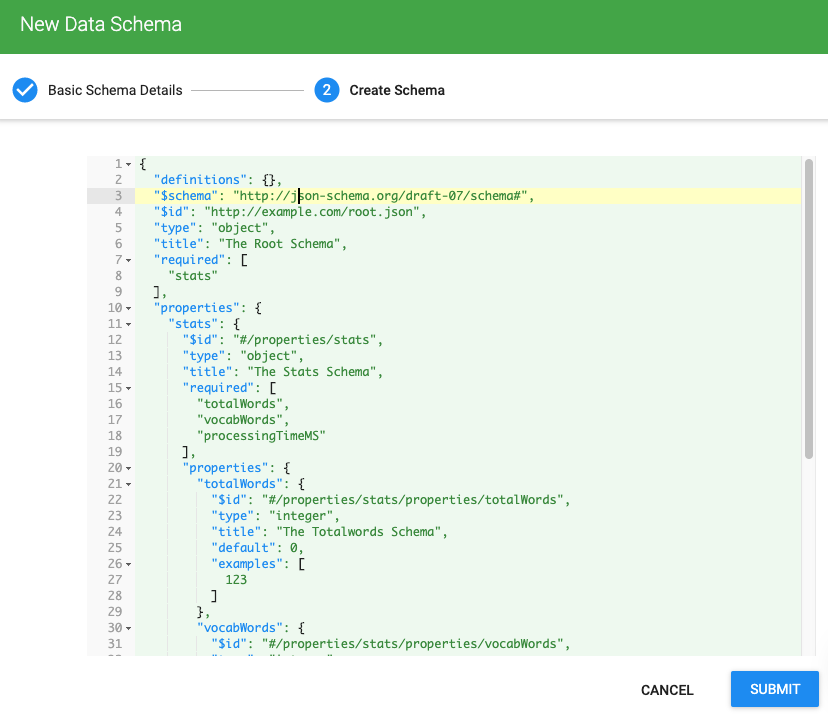 New Data Schema
Basic Schema Details
2 Create Schema
1 {
2 "definitions": {},
3 "$schema": "http://json-schema.org/draft-07/schema#",
4 "$id": "http://example.com/root.json",
5 "type": "object",
6 "title": "The Root Schema",
7 "required": [
8 "stats"
9 ],
10 "properties": {
11 "stats": {
12 "$id": "#/properties/stats",
13 "type": "object",
14 "title": "The Stats Schema",
15 "required": [
16 "totalWords",
17 "vocabWords",
18 "processingTimeMS"
19 ],
20 "properties": {
21 "totalWords": {
22 "$id": "#/properties/stats/properties/totalWords",
23 "type": "integer",
24 "title": "The Totalwords Schema",
25 "default": 0,
26 "examples": [
27 123
28 ]
29 },
30 "vocabWords": {
31 "$id": "#/properties/stats/properties/vocabWords",
CANCEL
SUBMIT